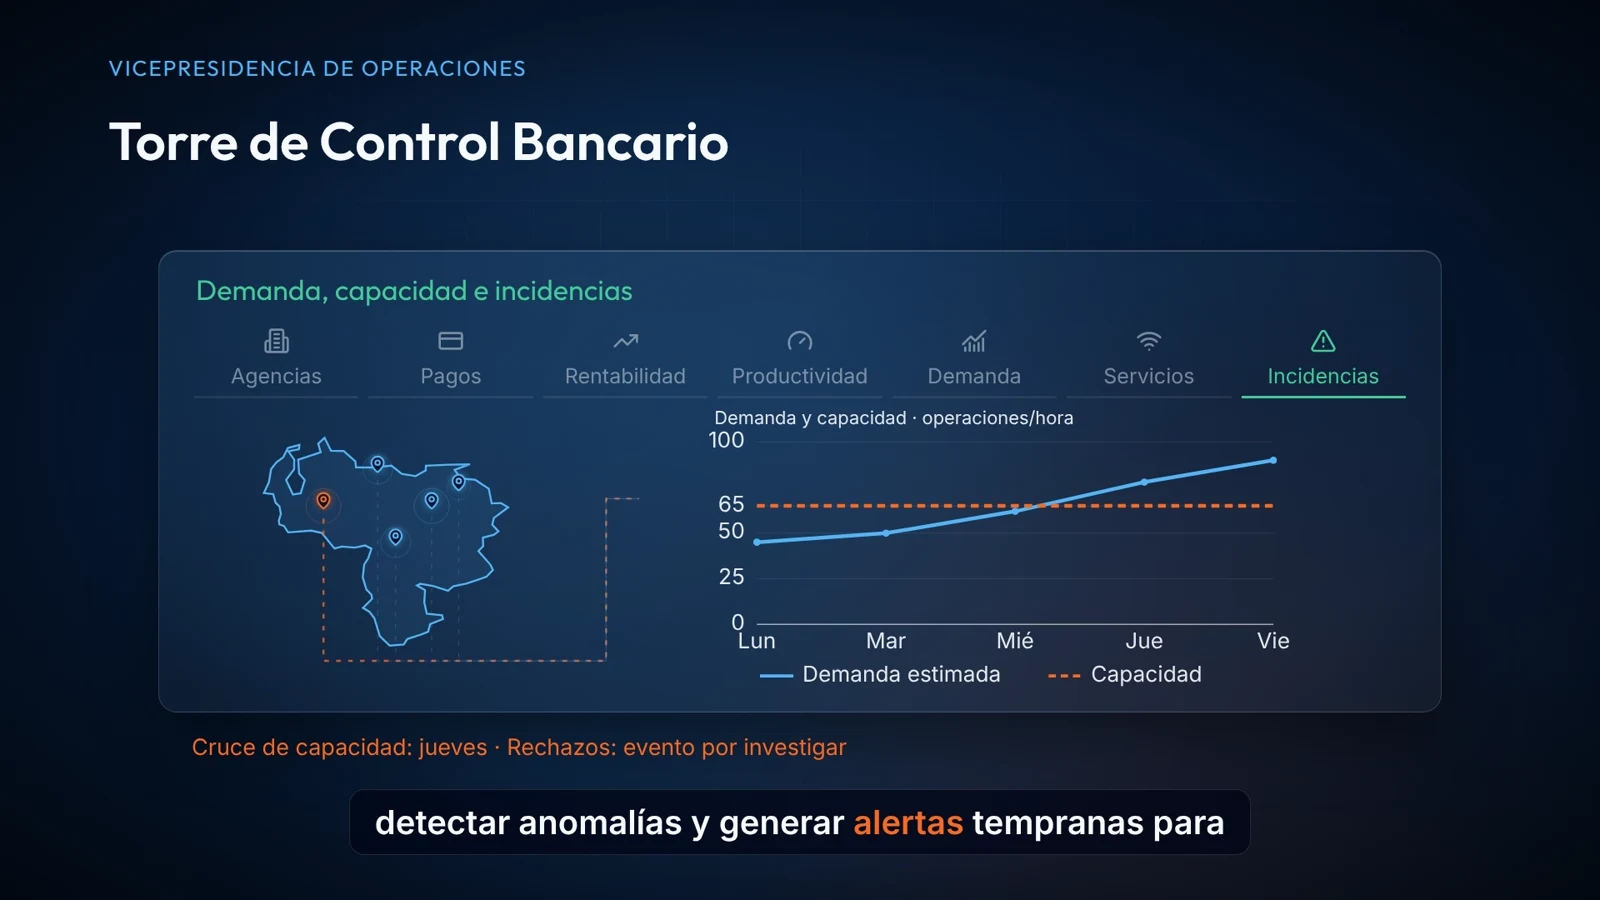 VICEPRESIDENCIA DE OPERACIONES
Torre de Control Bancario
Demanda, capacidad e incidencias
Agencias
Pagos
Rentabilidad
Productividad
Demanda
Servicios
Incidencias
Demanda y capacidad · operaciones/hora
100
65
50
25
0
Lun Mar Mié Jue Vie
Demanda estimada Capacidad
Cruce de capacidad: jueves · Rechazos: evento por investigar
detectar anomalías y generar alertas tempranas para